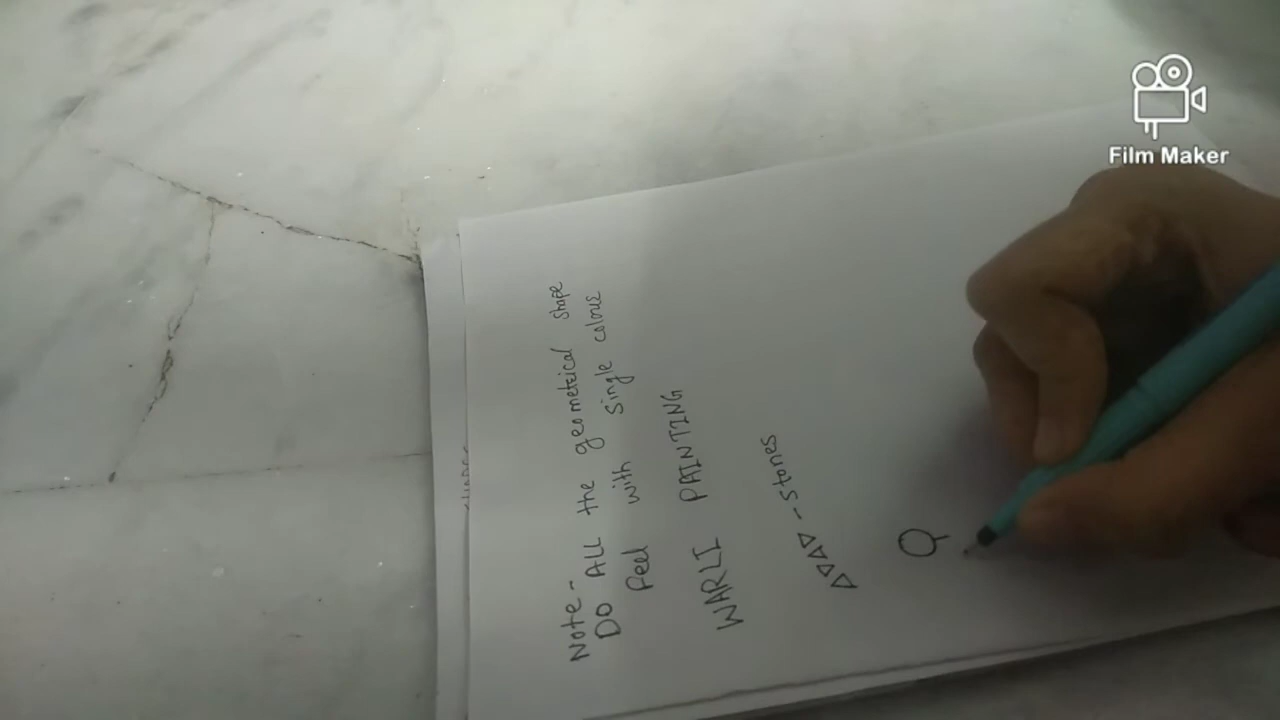 Note-
DO ALL the geometrical shape
feel with single colour
WARLI PAINTING
Δ∇Δ∇ - stones
Film Maker